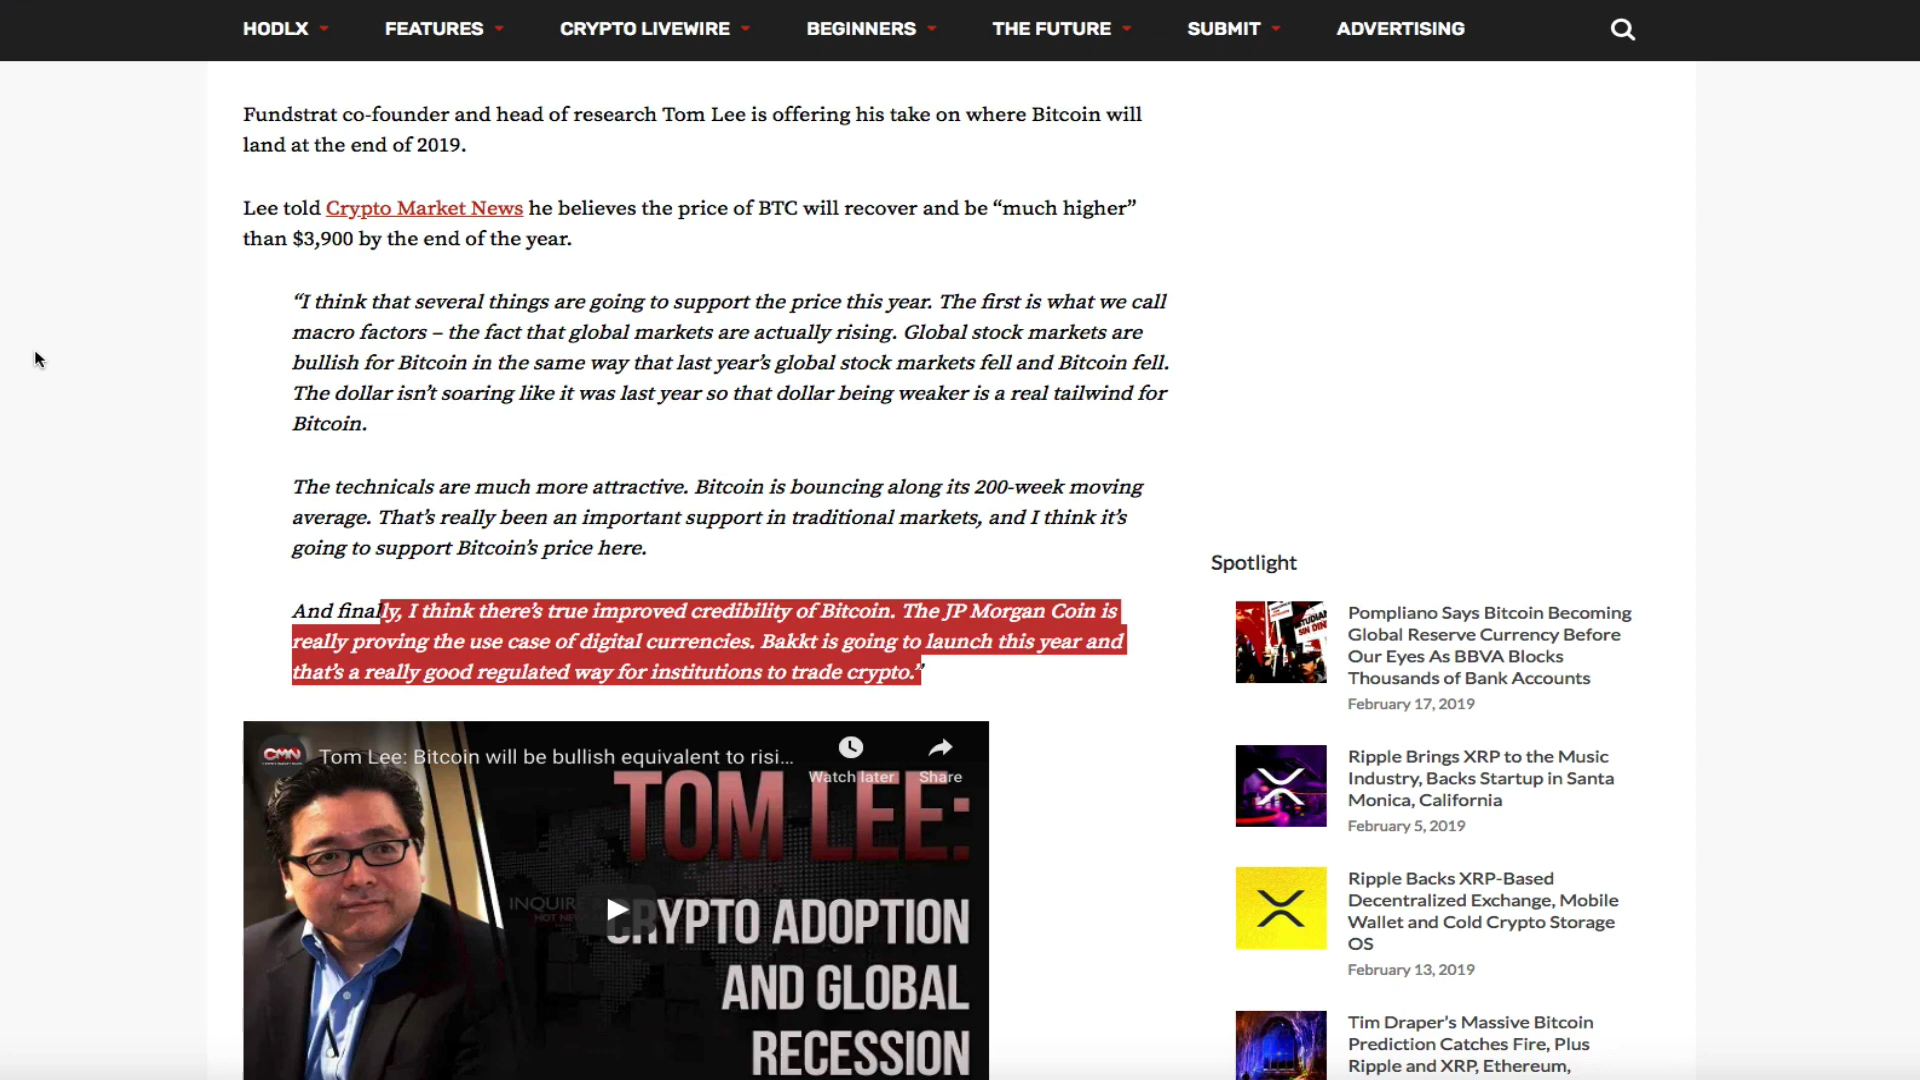 HODLX
FEATURES
CRYPTO LIVEWIRE
BEGINNERS
THE FUTURE
SUBMIT
ADVERTISING
Fundstrat co-founder and head of research Tom Lee is offering his take on where Bitcoin will
land at the end of 2019.
Lee told Crypto Market News he believes the price of BTC will recover and be “much higher”
than $3,900 by the end of the year.
“I think that several things are going to support the price this year. The first is what we call
macro factors – the fact that global markets are actually rising. Global stock markets are
bullish for Bitcoin in the same way that last year’s global stock markets fell and Bitcoin fell.
The dollar isn’t soaring like it was last year so that dollar being weaker is a real tailwind for
Bitcoin.
The technicals are much more attractive. Bitcoin is bouncing along its 200-week moving
average. That’s really been an important support in traditional markets, and I think it’s
going to support Bitcoin’s price here.
And finally, I think there’s true improved credibility of Bitcoin. The JP Morgan Coin is
really proving the use case of digital currencies. Bakkt is going to launch this year and
that’s a really good regulated way for institutions to trade crypto.”
CMN
Tom Lee: Bitcoin will be bullish equivalent to risi...
Watch later
Share
TOM LEE:
CRYPTO ADOPTION
AND GLOBAL
RECESSION
Spotlight
Pompliano Says Bitcoin Becoming
Global Reserve Currency Before
Our Eyes As BBVA Blocks
Thousands of Bank Accounts
February 17, 2019
Ripple Brings XRP to the Music
Industry, Backs Startup in Santa
Monica, California
February 5, 2019
Ripple Backs XRP-Based
Decentralized Exchange, Mobile
Wallet and Cold Crypto Storage
OS
February 13, 2019
Tim Draper’s Massive Bitcoin
Prediction Catches Fire, Plus
Ripple and XRP, Ethereum,